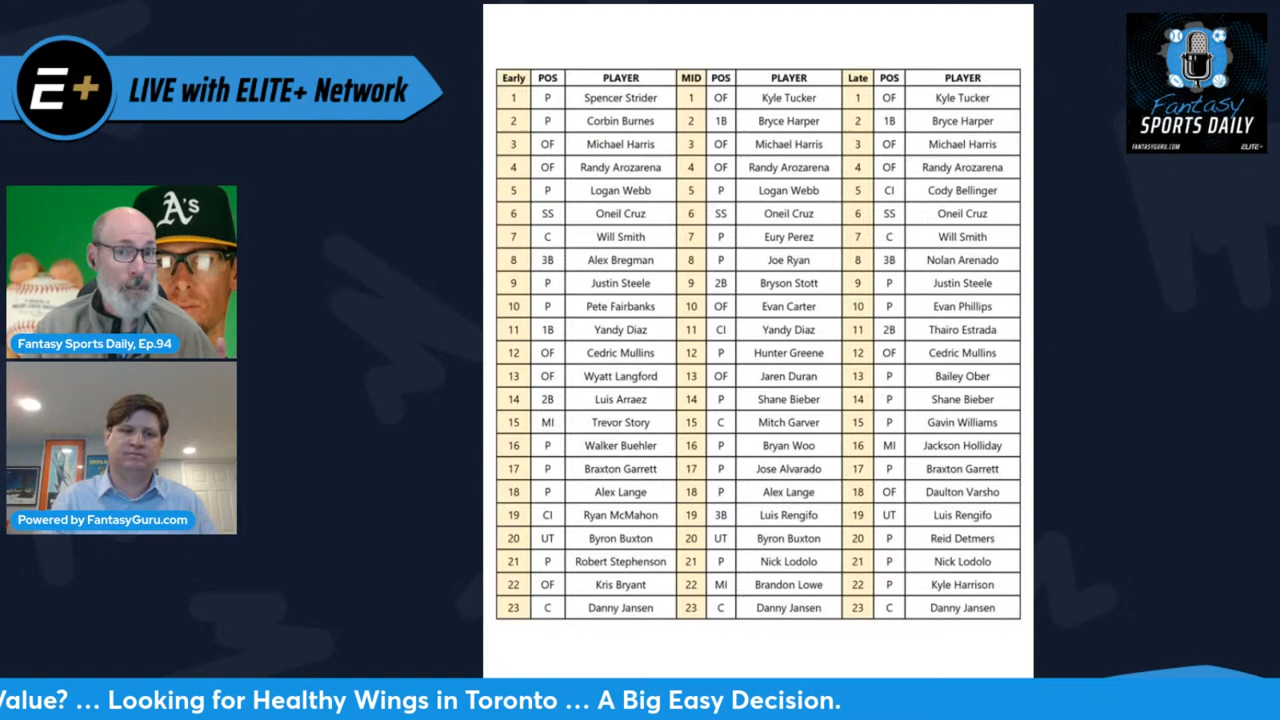 E+
LIVE with ELITE+ Network
Fantasy
SPORTS DAILY
FANTASYGURU.COM ELITE+
A's
Fantasy Sports Daily, Ep.94
Powered by FantasyGuru.com
Early POS PLAYER MID POS PLAYER Late POS PLAYER
1 P Spencer Strider 1 OF Kyle Tucker 1 OF Kyle Tucker
2 P Corbin Burnes 2 1B Bryce Harper 2 1B Bryce Harper
3 OF Michael Harris 3 OF Michael Harris 3 OF Michael Harris
4 OF Randy Arozarena 4 OF Randy Arozarena 4 OF Randy Arozarena
5 P Logan Webb 5 P Logan Webb 5 CI Cody Bellinger
6 SS Oneil Cruz 6 SS Oneil Cruz 6 SS Oneil Cruz
7 C Will Smith 7 P Eury Perez 7 C Will Smith
8 3B Alex Bregman 8 P Joe Ryan 8 3B Nolan Arenado
9 P Justin Steele 9 2B Bryson Stott 9 P Justin Steele
10 P Pete Fairbanks 10 OF Evan Carter 10 P Evan Phillips
11 1B Yandy Diaz 11 CI Yandy Diaz 11 2B Thairo Estrada
12 OF Cedric Mullins 12 P Hunter Greene 12 OF Cedric Mullins
13 OF Wyatt Langford 13 OF Jaren Duran 13 P Bailey Ober
14 2B Luis Arraez 14 P Shane Bieber 14 P Shane Bieber
15 MI Trevor Story 15 C Mitch Garver 15 P Gavin Williams
16 P Walker Buehler 16 P Bryan Woo 16 MI Jackson Holliday
17 P Braxton Garrett 17 P Jose Alvarado 17 P Braxton Garrett
18 P Alex Lange 18 P Alex Lange 18 OF Daulton Varsho
19 CI Ryan McMahon 19 3B Luis Rengifo 19 UT Luis Rengifo
20 UT Byron Buxton 20 UT Byron Buxton 20 P Reid Detmers
21 P Robert Stephenson 21 P Nick Lodolo 21 P Nick Lodolo
22 OF Kris Bryant 22 MI Brandon Lowe 22 P Kyle Harrison
23 C Danny Jansen 23 C Danny Jansen 23 C Danny Jansen
Value? ... Looking for Healthy Wings in Toronto ... A Big Easy Decision.